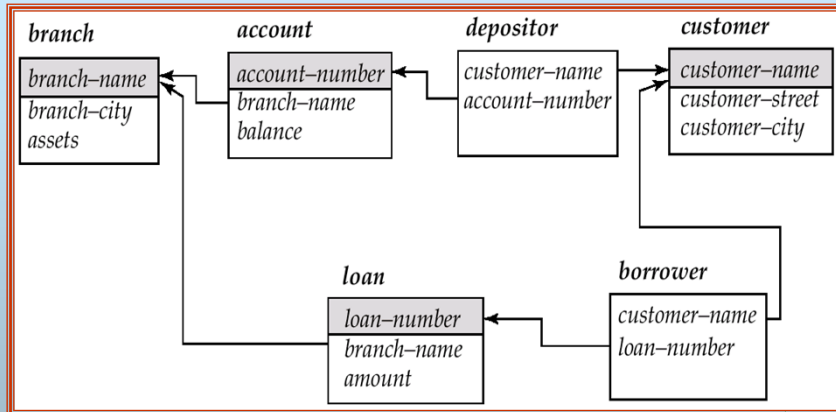 branch
branch–name
branch–city
assets
account
account–number
branch–name
balance
depositor
customer–name
account–number
customer
customer–name
customer–street
customer–city
loan
loan–number
branch–name
amount
borrower
customer–name
loan–number